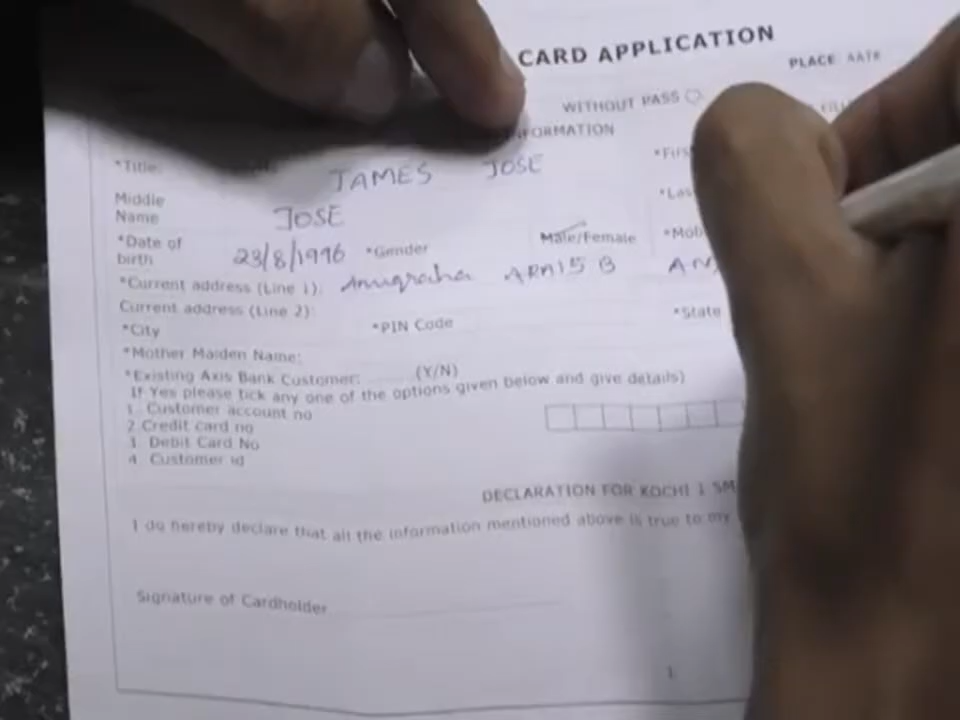 CARD APPLICATION
PLACE
WITHOUT PASS
INFORMATION
*Title: JAMES JOSE
Middle
Name JOSE
*Date of
birth 23/8/1996 *Gender Male/Female *Mob
*Current address (Line 1): Anugraha B
Current address (Line 2):
*City *PIN Code *State
*Mother Maiden Name:
*Existing Axis Bank Customer: (Y/N)
If Yes please tick any one of the options given below and give details)
1. Customer account no
2 Credit card no
3 Debit Card No
4 Customer id
DECLARATION FOR KOCHI 1 SM
I do hereby declare that all the information mentioned above is true to my
Signature of Cardholder
1